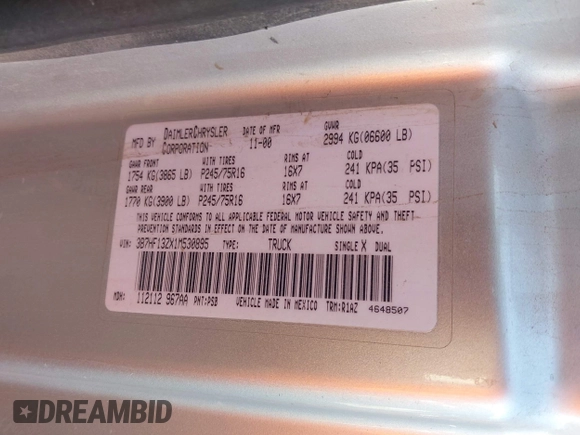 MFD BY DAIMLERCHRYSLER CORPORATION DATE OF MFR 11-00 GVWR 2994 KG(06600 LB)
GAWR FRONT WITH TIRES RIMS AT COLD
1754 KG(3865 LB) P245/75R16 16X7 241 KPA(35 PSI)
GAWR REAR WITH TIRES RIMS AT COLD
1770 KG(3900 LB) P245/75R16 16X7 241 KPA(35 PSI)
THIS VEHICLE CONFORMS TO ALL APPLICABLE FEDERAL MOTOR VEHICLE SAFETY AND THEFT
PREVENTION STANDARDS IN EFFECT ON THE DATE OF MANUFACTURE SHOWN ABOVE.
VIN: 3B7HF13ZX1M530895 TYPE: TRUCK SINGLE X DUAL
MDH: 112112 967AA PNT:PSB VEHICLE MADE IN MEXICO TRM:R1AZ 4648507
DREAMBID